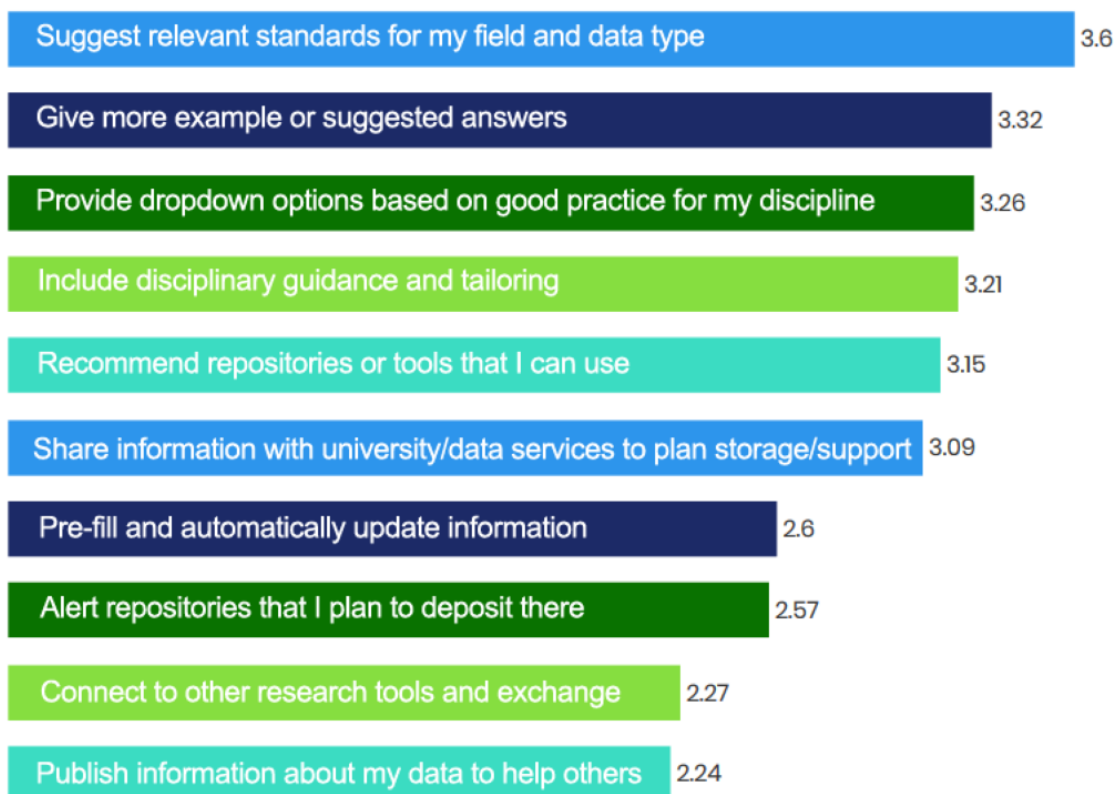 Suggest relevant standards for my field and data type 3.6
Give more example or suggested answers 3.32
Provide dropdown options based on good practice for my discipline 3.26
Include disciplinary guidance and tailoring 3.21
Recommend repositories or tools that I can use 3.15
Share information with university/data services to plan storage/support 3.09
Pre-fill and automatically update information 2.6
Alert repositories that I plan to deposit there 2.57
Connect to other research tools and exchange 2.27
Publish information about my data to help others 2.24